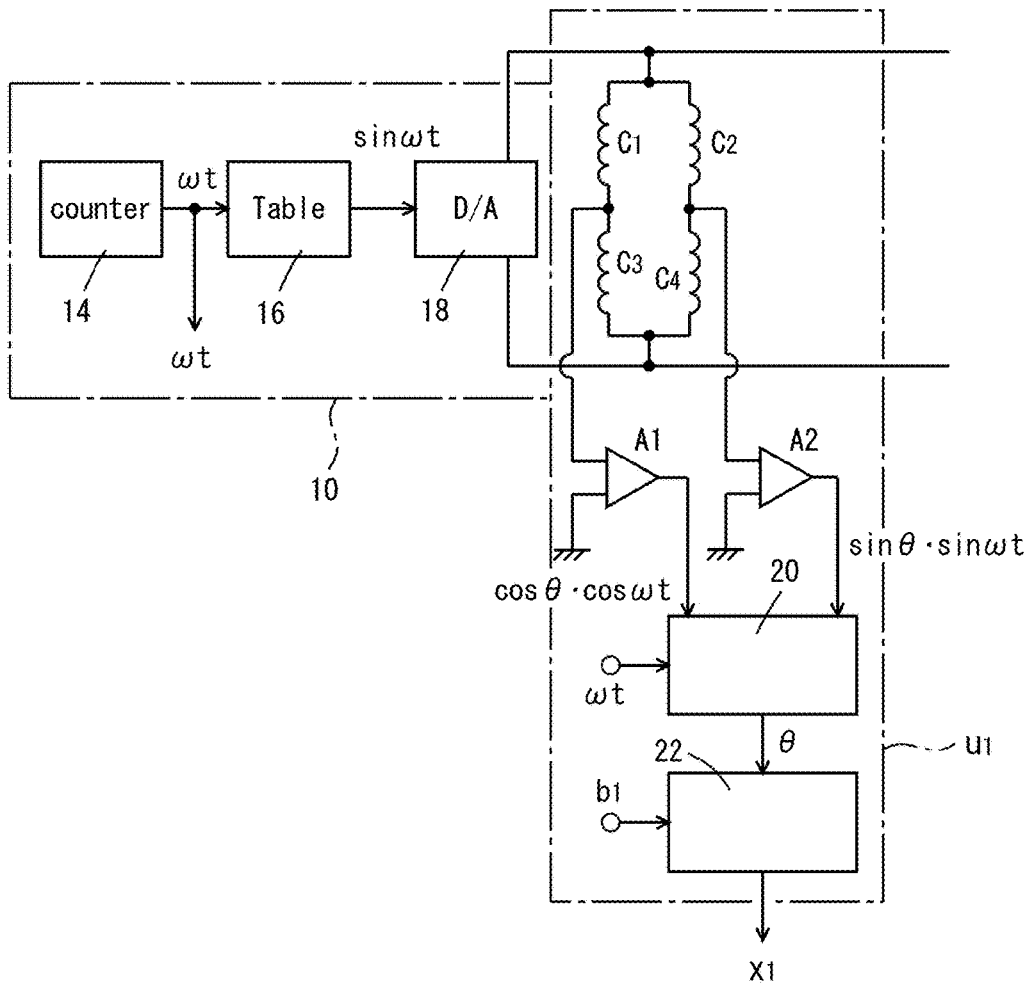 sinωt
C1
C2
counter
ωt
Table
D/A
14
16
18
ωt
C3
C4
10
A1
A2
sinθ·sinωt
cosθ·cosωt
20
ωt
θ
u1
22
b1
X1